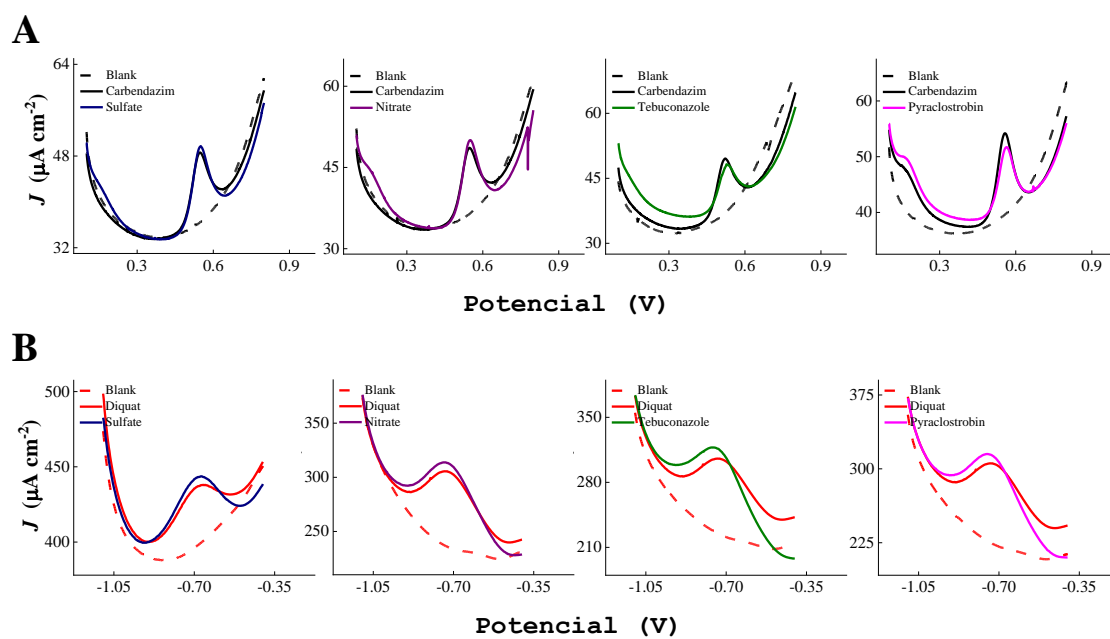 A
J (µA cm-2)
64
48
32
0.3
0.6
0.9
Blank
Carbendazim
Sulfate
60
45
30
0.3
0.6
0.9
Blank
Carbendazim
Nitrate
60
45
30
0.3
0.6
0.9
Blank
Carbendazim
Tebuconazole
60
50
40
0.3
0.6
0.9
Blank
Carbendazim
Pyraclostrobin
Potencial (V)
B
J (µA cm-2)
500
450
400
-1.05
-0.70
-0.35
Blank
Diquat
Sulfate
350
300
250
-1.05
-0.70
-0.35
Blank
Diquat
Nitrate
350
280
210
-1.05
-0.70
-0.35
Blank
Diquat
Tebuconazole
375
300
225
-1.05
-0.70
-0.35
Blank
Diquat
Pyraclostrobin
Potencial (V)